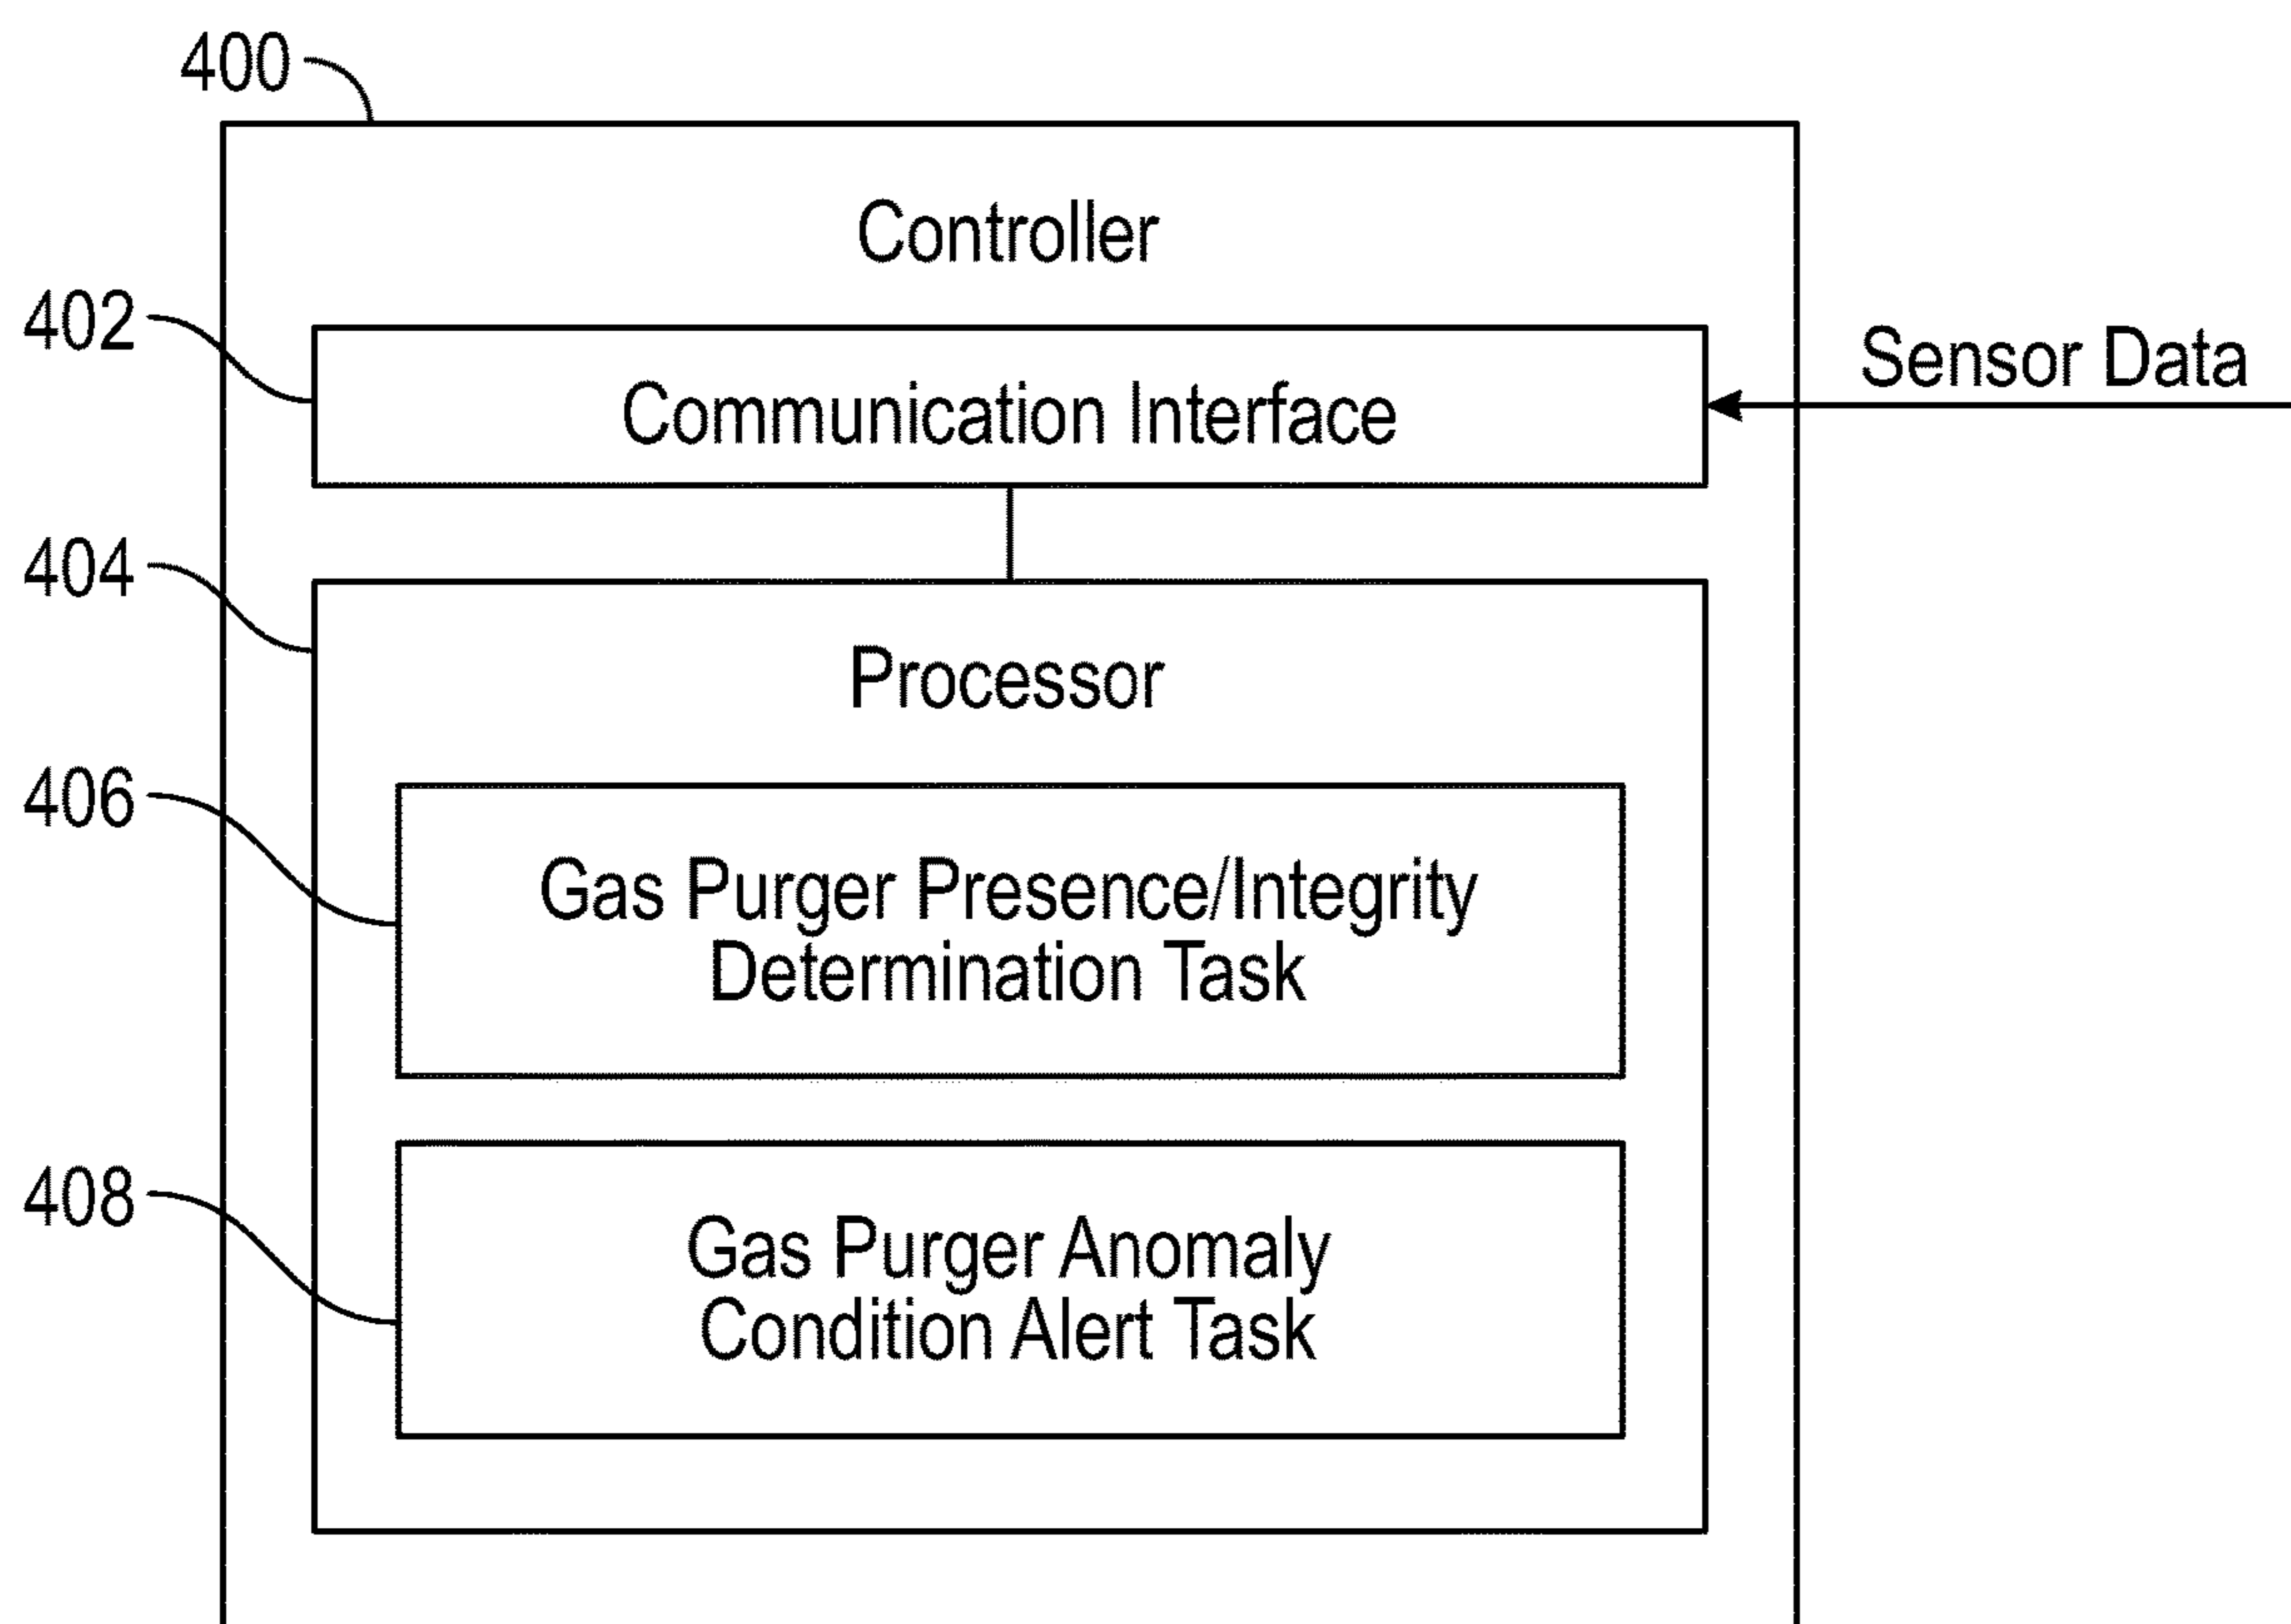 400
Controller
402
Communication Interface
Sensor Data
404
Processor
406
Gas Purger Presence/Integrity
Determination Task
408
Gas Purger Anomaly
Condition Alert Task